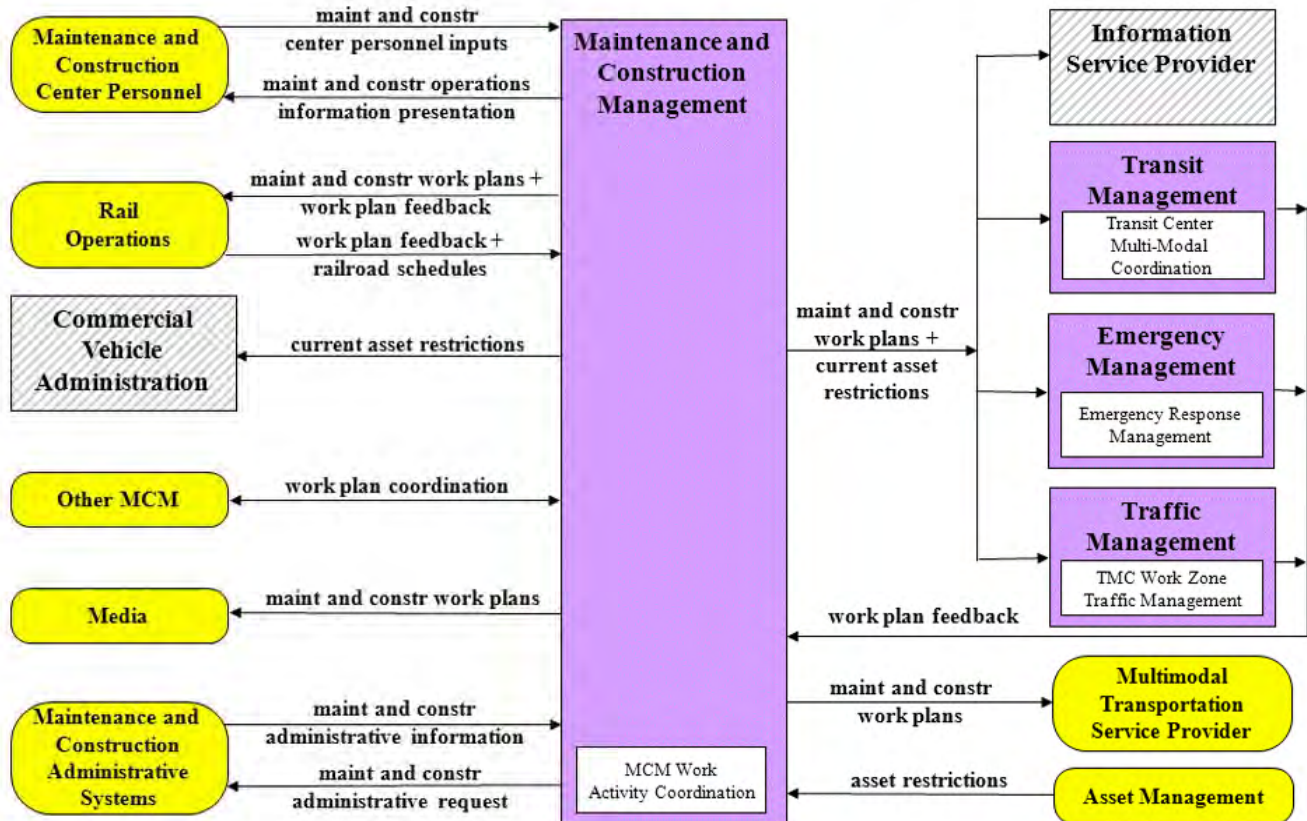 maint and constr
center personnel inputs
Maintenance and
Construction
Center Personnel
maint and constr operations
information presentation
maint and constr work plans +
work plan feedback
Rail
Operations
work plan feedback +
railroad schedules
Commercial
Vehicle
Administration
current asset restrictions
Other MCM
work plan coordination
Media
maint and constr work plans
Maintenance and
Construction
Administrative
Systems
maint and constr
administrative information
maint and constr
administrative request
Maintenance and
Construction
Management
MCM Work
Activity Coordination
maint and constr
work plans +
current asset
restrictions
Information
Service Provider
Transit
Management
Transit Center
Multi-Modal
Coordination
Emergency
Management
Emergency Response
Management
Traffic
Management
TMC Work Zone
Traffic Management
work plan feedback
maint and constr
work plans
Multimodal
Transportation
Service Provider
asset restrictions
Asset Management